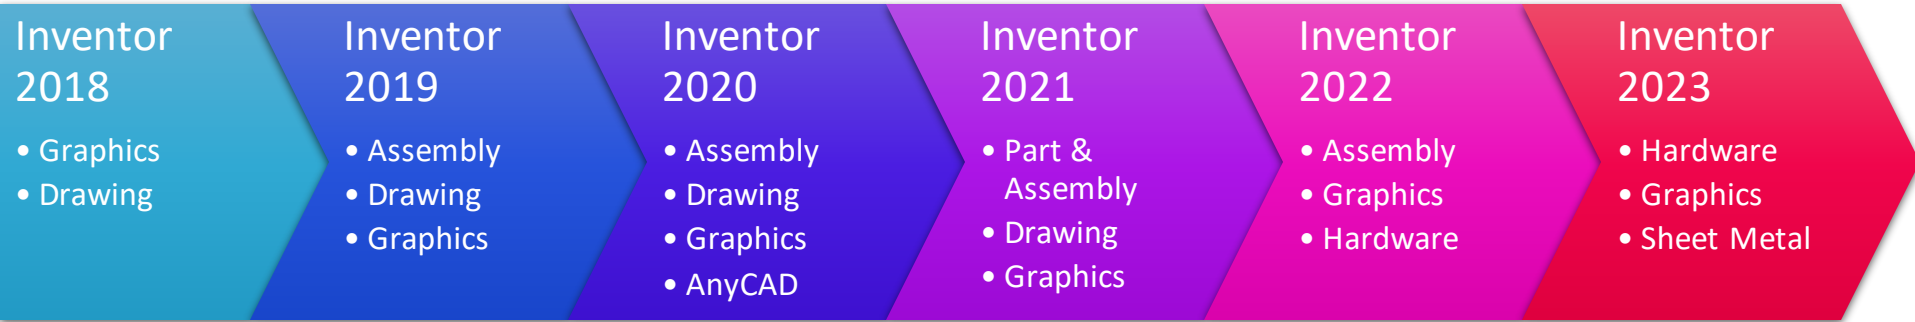 Inventor
2018
• Graphics
• Drawing
Inventor
2019
• Assembly
• Drawing
• Graphics
Inventor
2020
• Assembly
• Drawing
• Graphics
• AnyCAD
Inventor
2021
• Part &
Assembly
• Drawing
• Graphics
Inventor
2022
• Assembly
• Graphics
• Hardware
Inventor
2023
• Hardware
• Graphics
• Sheet Metal